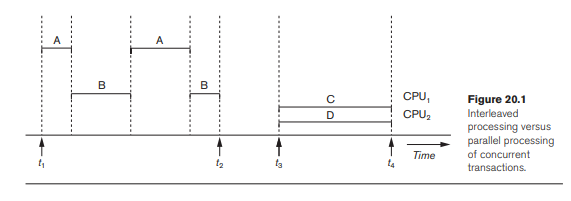 A
A
B
B
C
CPU1
D
CPU2
t1
t2
t3
t4
Time
Figure 20.1
Interleaved
processing versus
parallel processing
of concurrent
transactions.